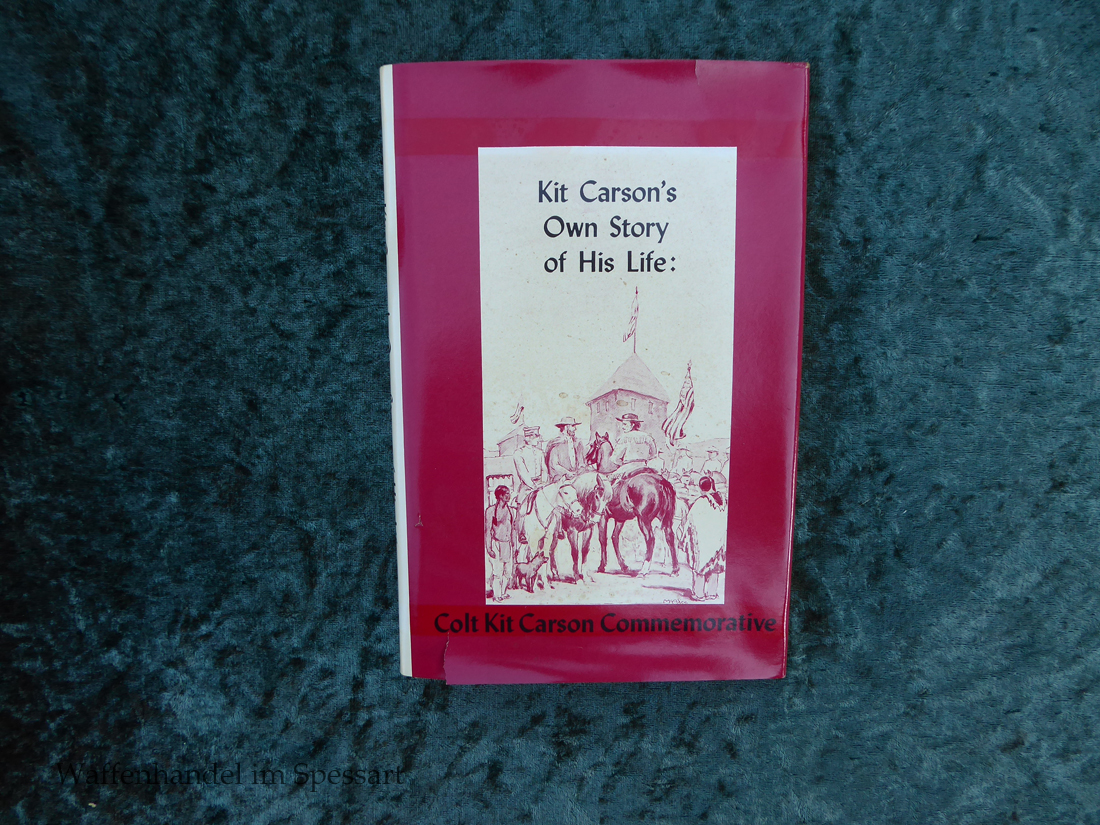 Kit Carson's
Own Story
of His Life:
Colt Kit Carson Commemorative
Waffenhandel im Spessart